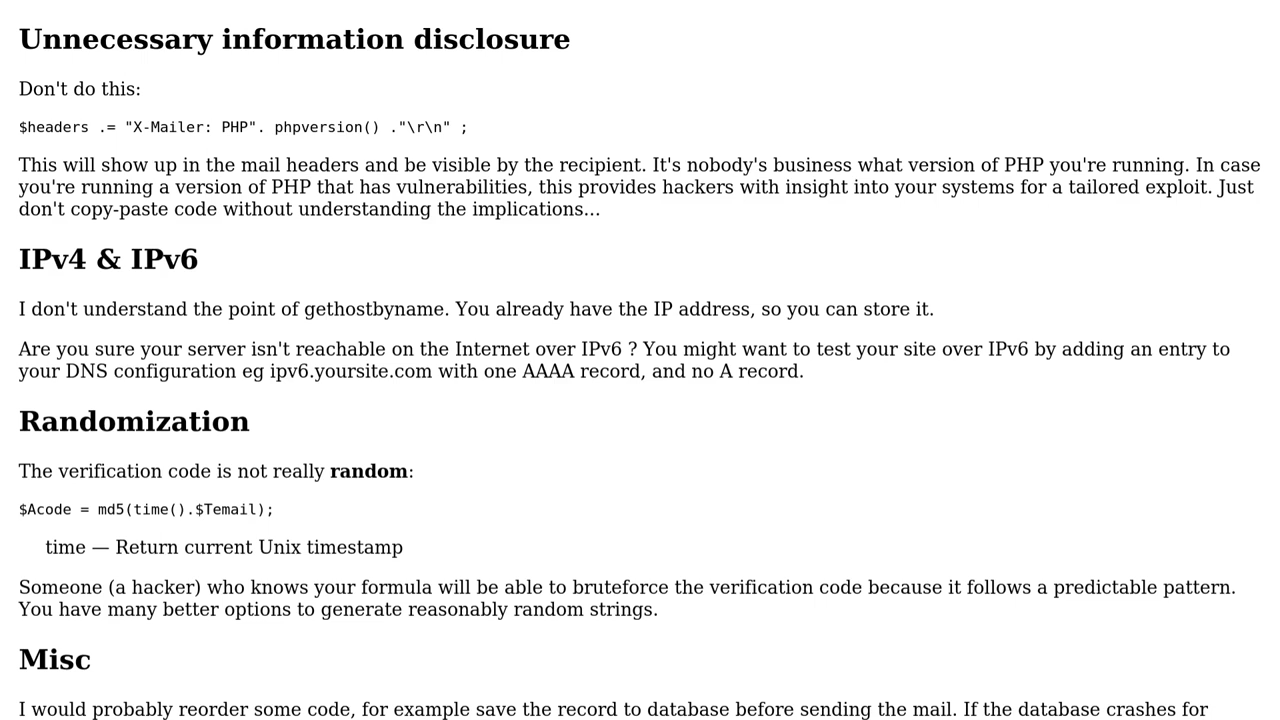 Unnecessary information disclosure
Don't do this:
$headers .= "X-Mailer: PHP". phpversion() ."\r\n" ;
This will show up in the mail headers and be visible by the recipient. It's nobody's business what version of PHP you're running. In case
you're running a version of PHP that has vulnerabilities, this provides hackers with insight into your systems for a tailored exploit. Just
don't copy-paste code without understanding the implications...
IPv4 & IPv6
I don't understand the point of gethostbyname. You already have the IP address, so you can store it.
Are you sure your server isn't reachable on the Internet over IPv6 ? You might want to test your site over IPv6 by adding an entry to
your DNS configuration eg ipv6.yoursite.com with one AAAA record, and no A record.
Randomization
The verification code is not really random:
$Acode = md5(time().$Temail);
time — Return current Unix timestamp
Someone (a hacker) who knows your formula will be able to bruteforce the verification code because it follows a predictable pattern.
You have many better options to generate reasonably random strings.
Misc
I would probably reorder some code, for example save the record to database before sending the mail. If the database crashes for